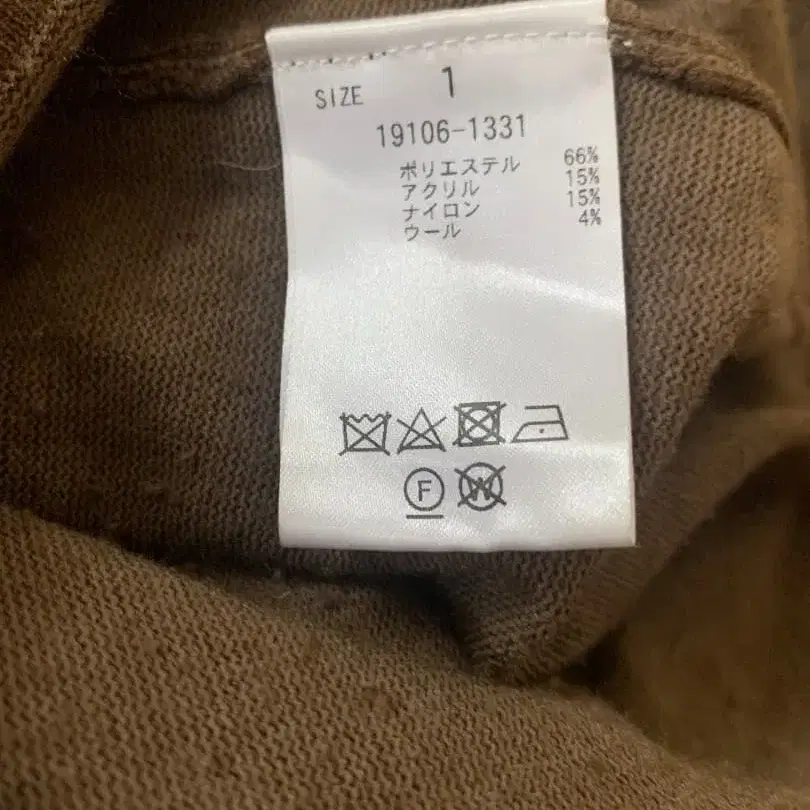 SIZE 1
19106-1331
ポリエステル 66%
アクリル 15%
ナイロン 15%
ウール 4%
F W